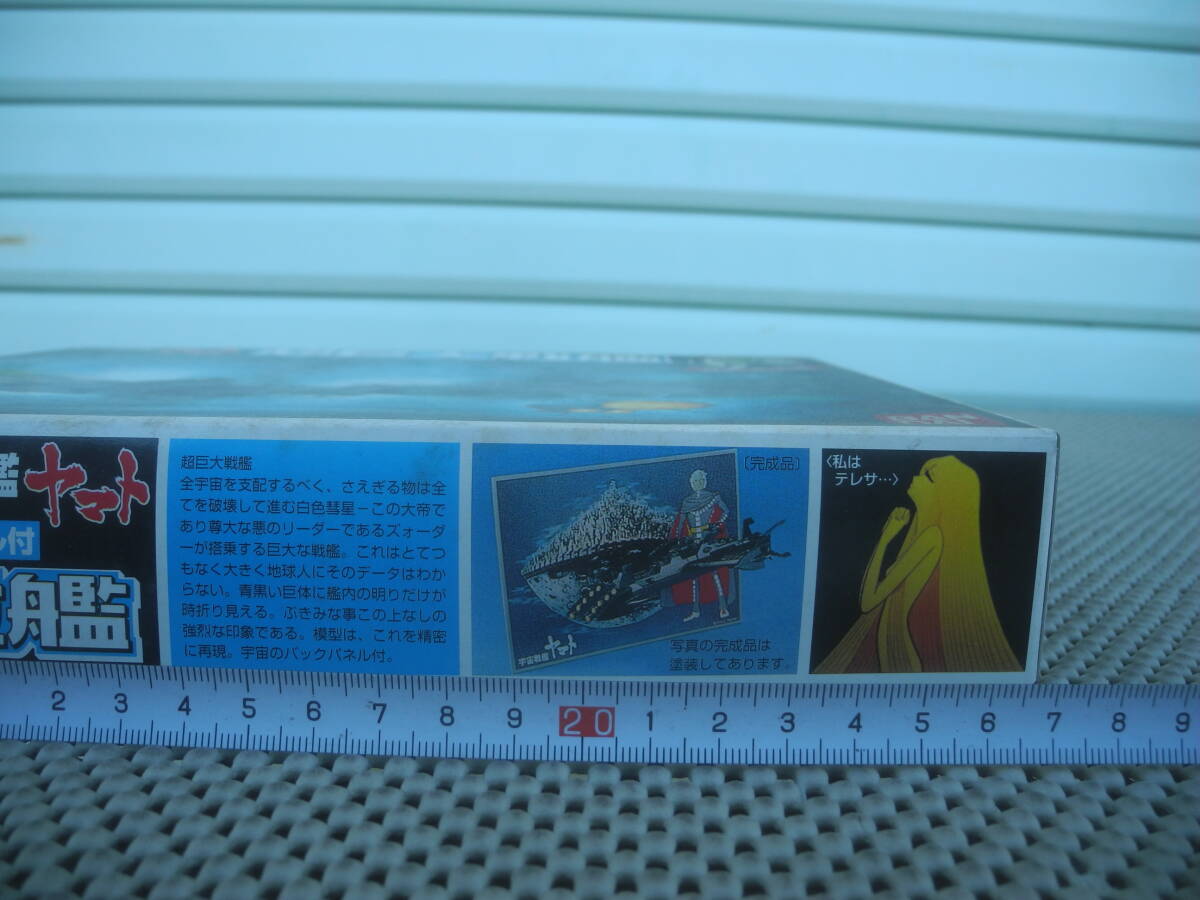 艦ヤマト
ル付
艦
超巨大戦艦
全宇宙を支配するべく、さえぎる物は全
てを破壊して進む白色彗星－この大帝で
あり尊大な悪のリーダーであるズォーダ
ーが搭乗する巨大な戦艦。これはとてつ
もなく大きく地球人にそのデータはわか
らない。青黒い巨体に艦内の明りだけが
時折り見える。ぶきみな事この上なしの
強烈な印象である。模型は、これを精密
に再現。宇宙のバックパネル付。
〔完成品〕
宇宙戦艦ヤマト
写真の完成品は
塗装してあります。
〈私は
テレサ…〉
2 3 4 5 6 7 8 9 20 1 2 3 4 5 6 7 8 9